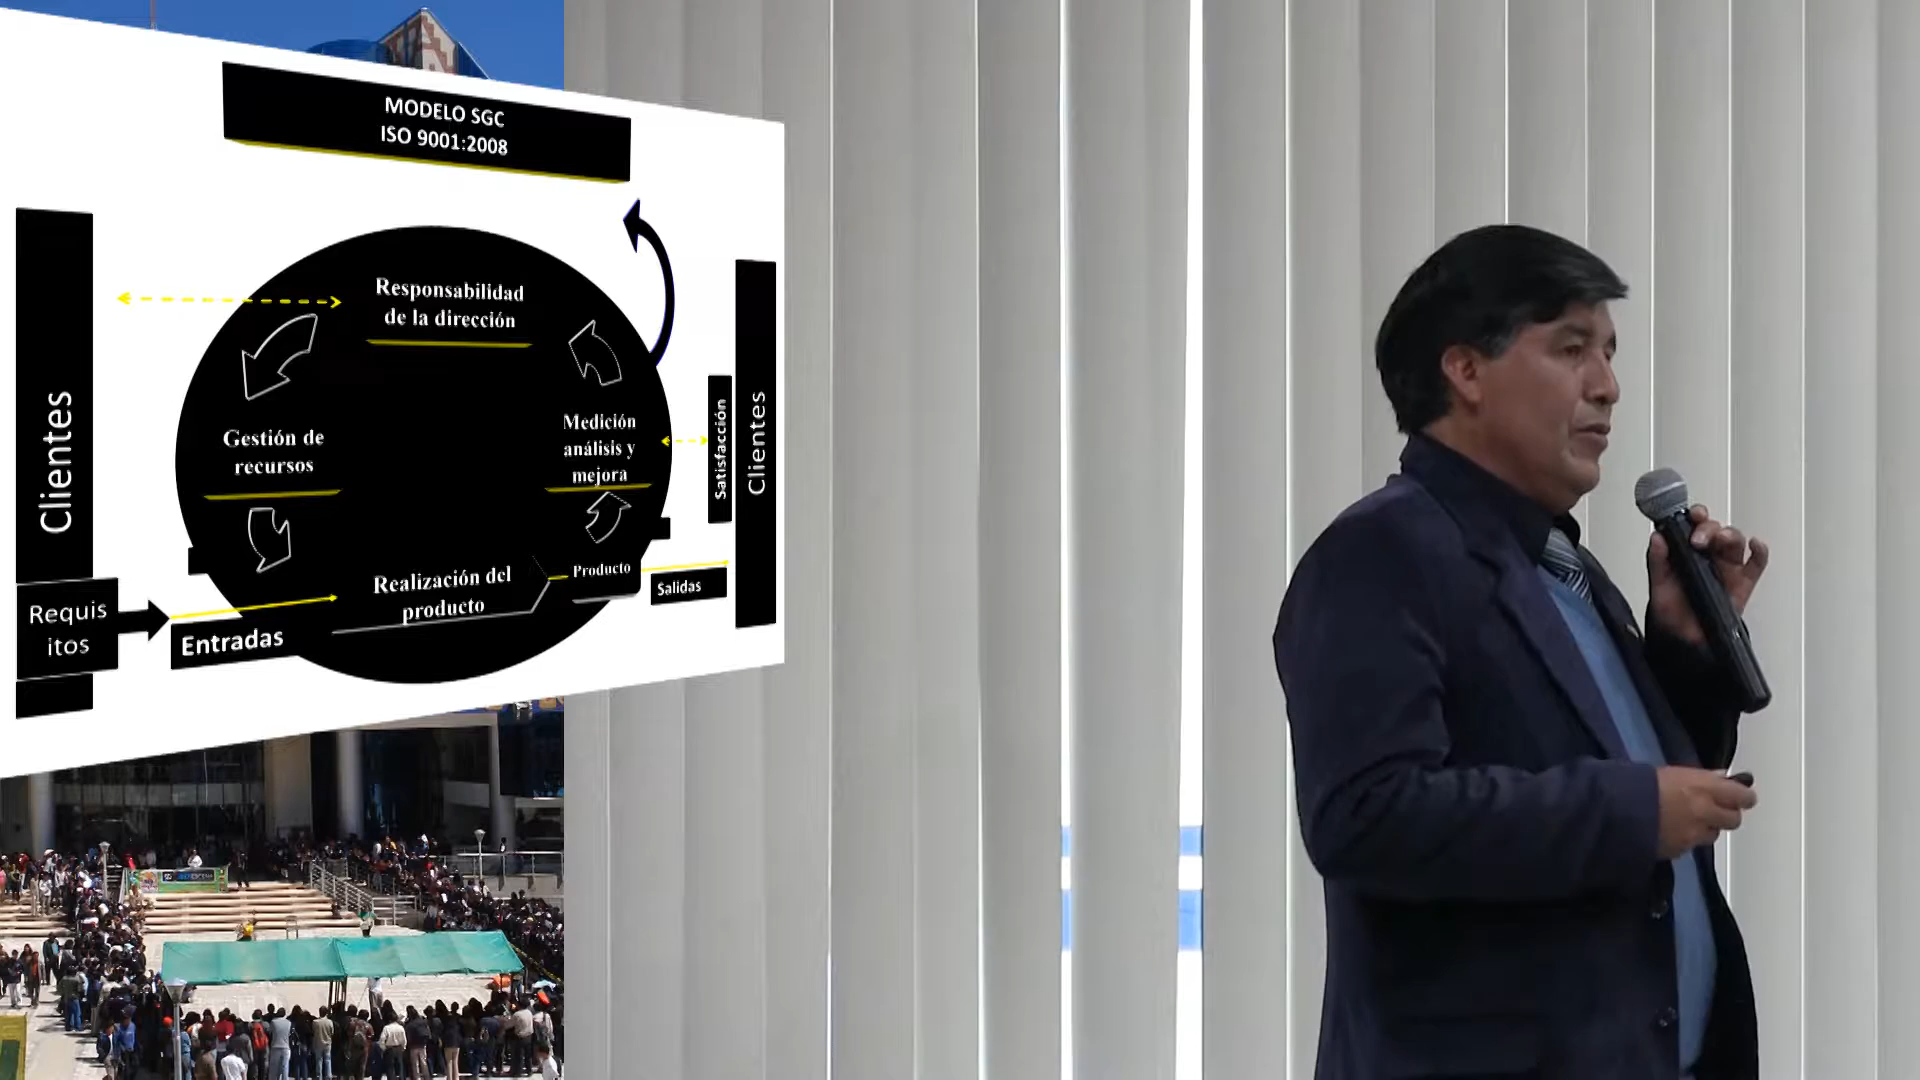 MODELO SGC
ISO 9001:2008
Clientes
Responsabilidad
de la dirección
Gestión de
recursos
Medición
análisis y
mejora
Satisfacción
Clientes
Realización del
producto
Producto
Salidas
Requis
itos
Entradas